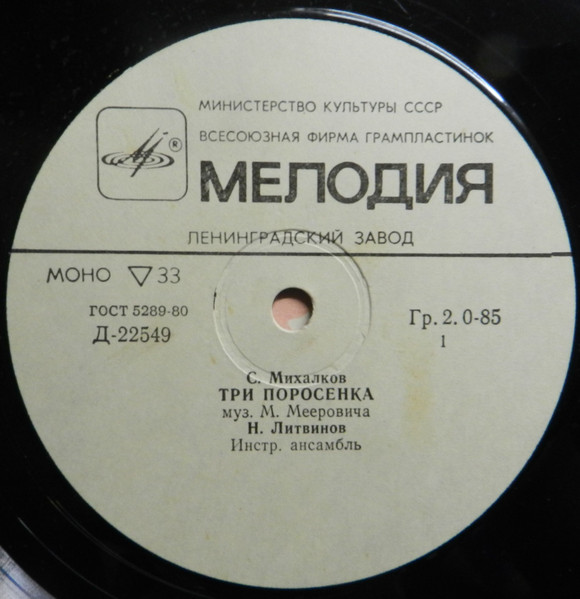 МИНИСТЕРСТВО КУЛЬТУРЫ СССР
ВСЕСОЮЗНАЯ ФИРМА ГРАМПЛАСТИНОК
®
МЕЛОДИЯ
ЛЕНИНГРАДСКИЙ ЗАВОД
МОНО ▽ 33
ГОСТ 5289-80
Д-22549
Гр. 2. 0-85
1
С. Михалков
ТРИ ПОРОСЕНКА
муз. М. Мееровича
Н. Литвинов
Инстр. ансамбль